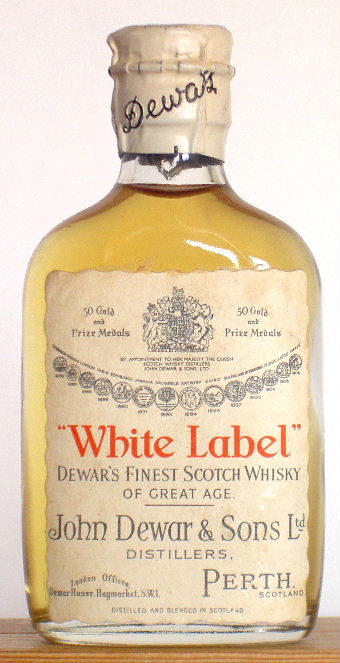 Dewar's
50 Gold
and
Prize Medals
50 Gold
and
Prize Medals
BY APPOINTMENT TO HER MAJESTY THE QUEEN
SCOTCH WHISKY DISTILLERS
JOHN DEWAR & SONS, LTD.
"White Label"
DEWAR'S FINEST SCOTCH WHISKY
OF GREAT AGE.
John Dewar & Sons Ltd
DISTILLERS,
London Offices,
Dewar House, Haymarket, S.W.1.
PERTH,
SCOTLAND
DISTILLED AND BLENDED IN SCOTLAND